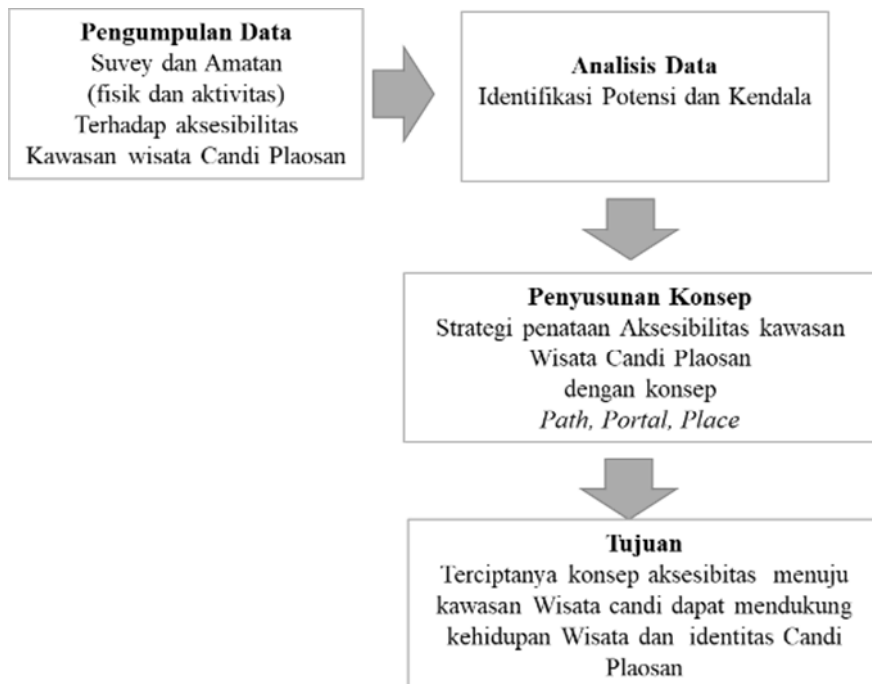 Pengumpulan Data
Suvey dan Amatan
(fisik dan aktivitas)
Terhadap aksesibilitas
Kawasan wisata Candi Plaosan
Analisis Data
Identifikasi Potensi dan Kendala
Penyusunan Konsep
Strategi penataan Aksesibilitas kawasan
Wisata Candi Plaosan
dengan konsep
Path, Portal, Place
Tujuan
Terciptanya konsep aksesibitas menuju
kawasan Wisata candi dapat mendukung
kehidupan Wisata dan identitas Candi
Plaosan